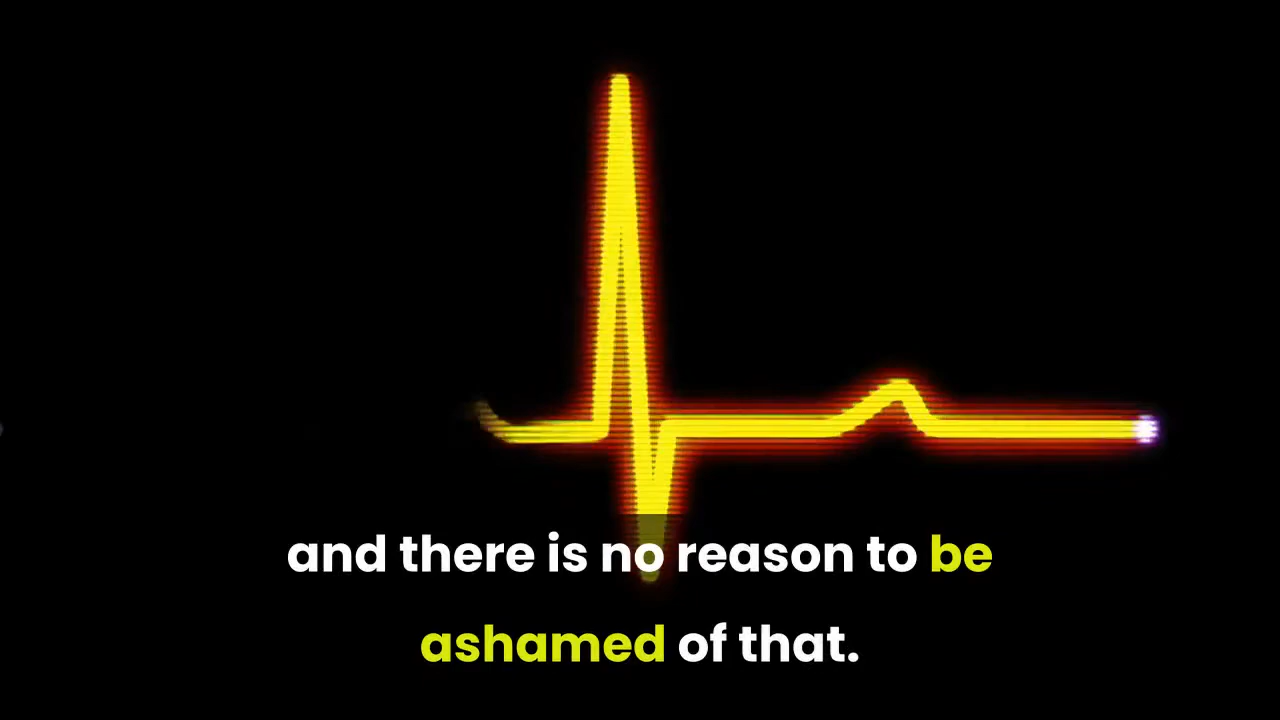 and there is no reason to be
ashamed of that.